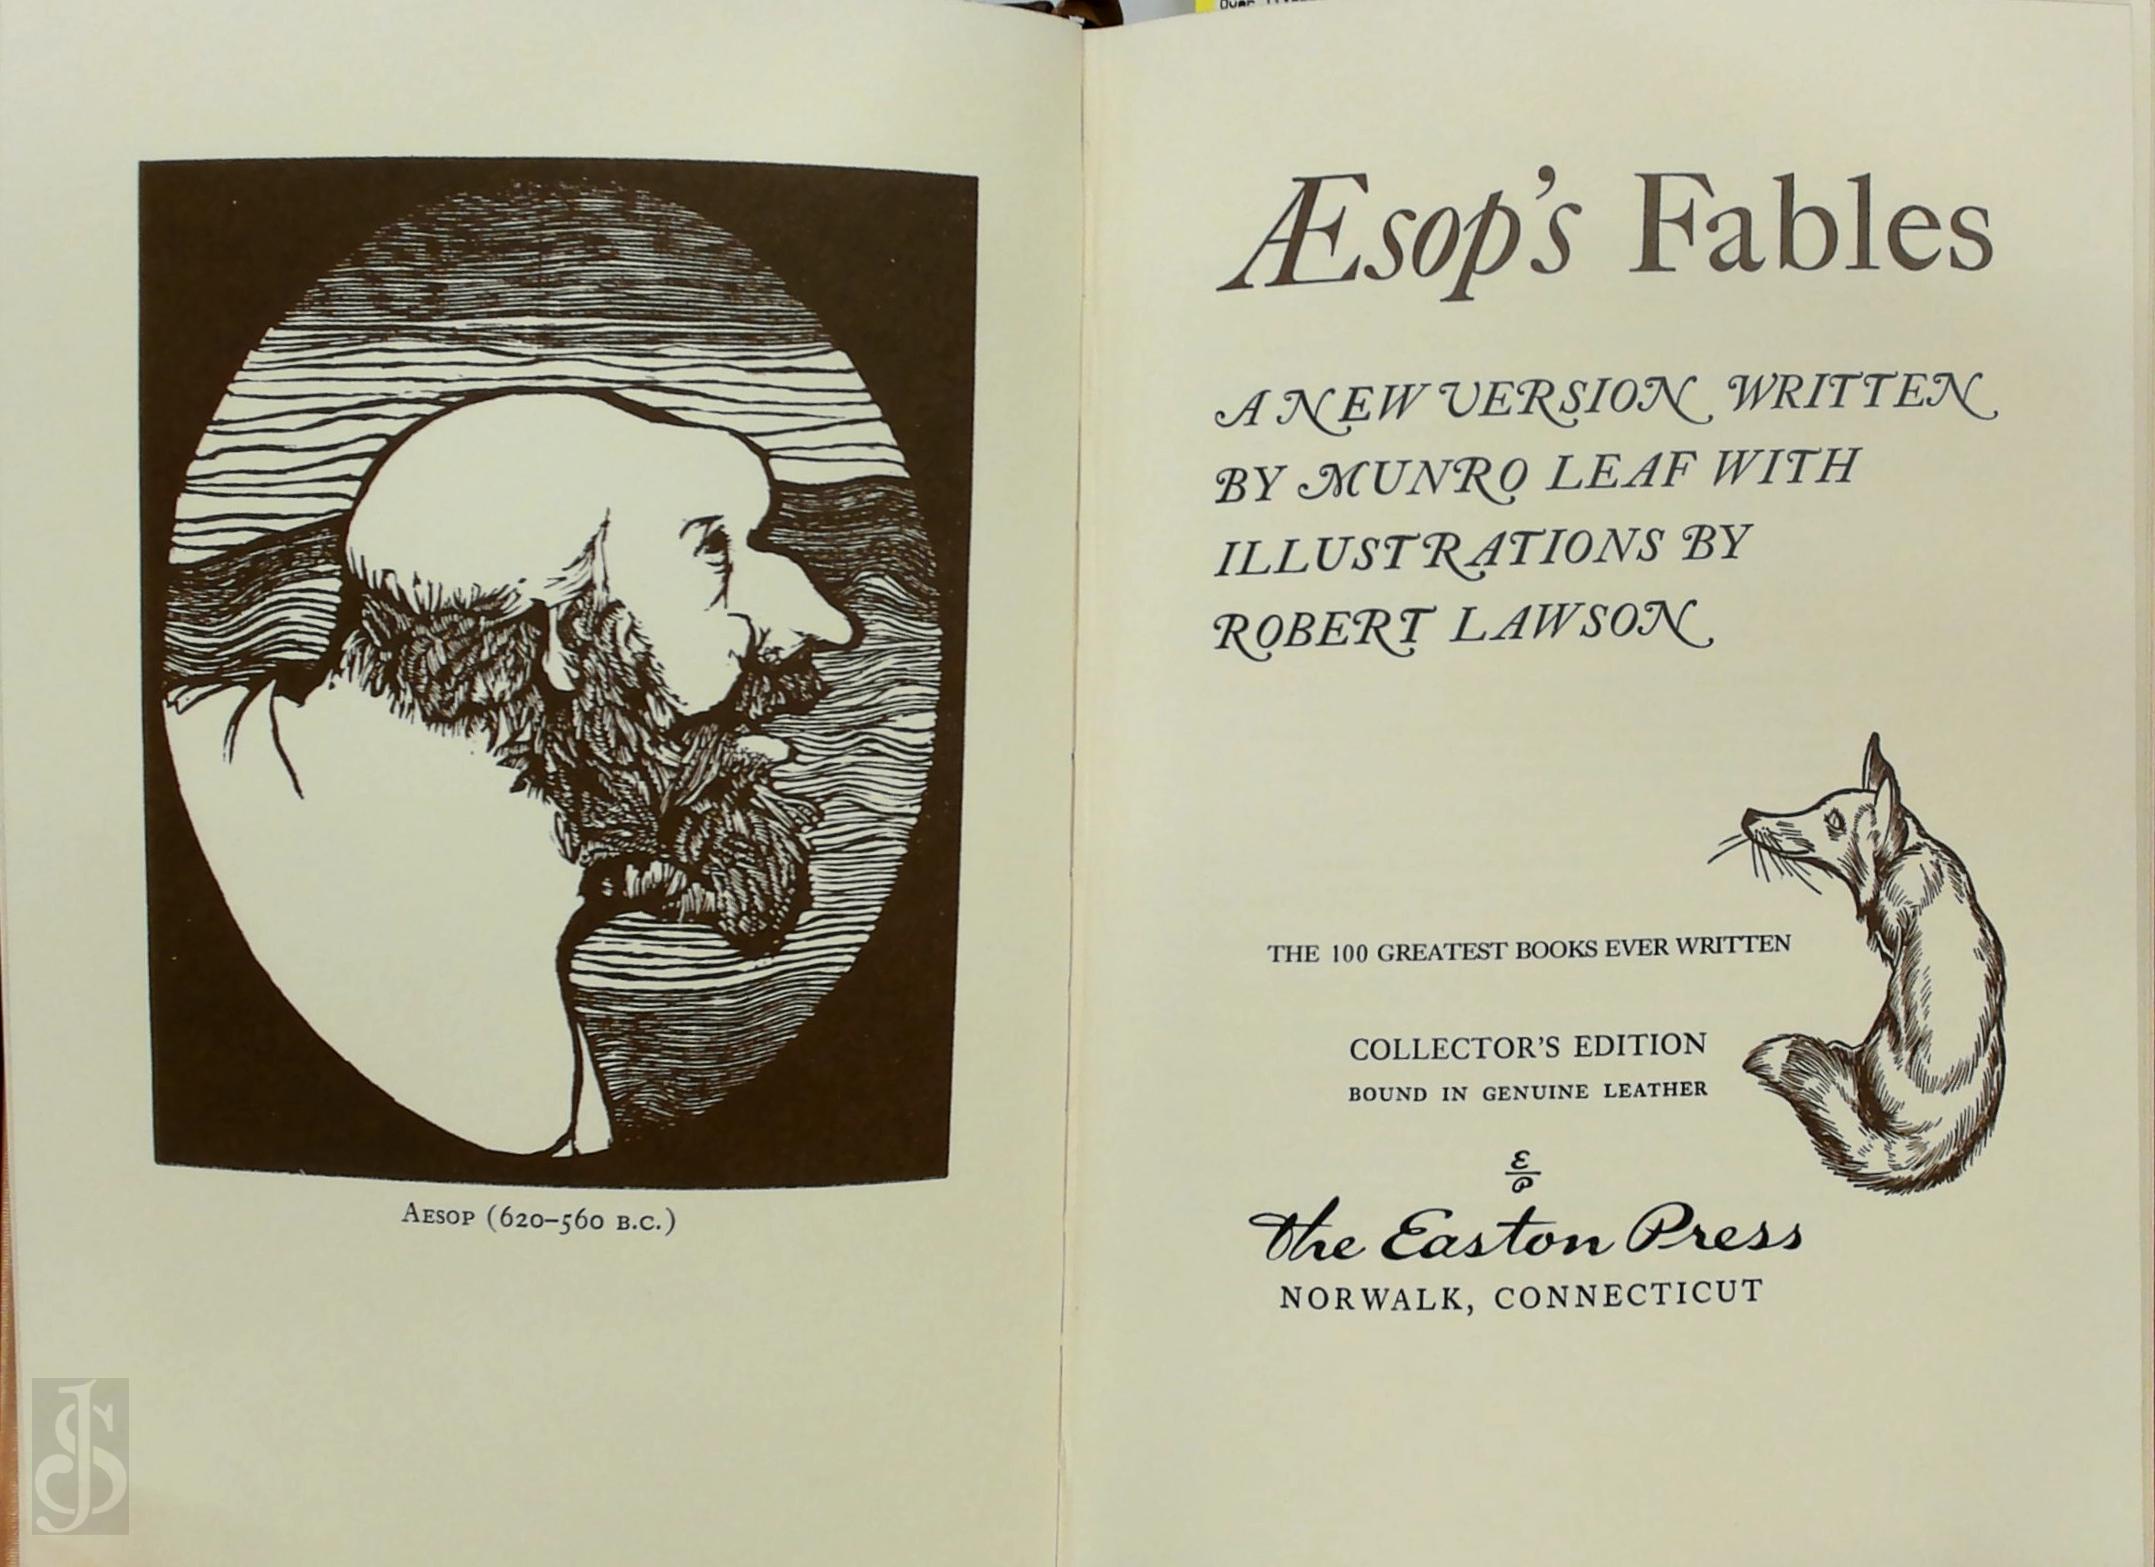 AESOP (620–560 B.C.)
Æsop's Fables
A NEW VERSION WRITTEN
BY MUNRO LEAF WITH
ILLUSTRATIONS BY
ROBERT LAWSON
THE 100 GREATEST BOOKS EVER WRITTEN
COLLECTOR'S EDITION
BOUND IN GENUINE LEATHER
E
P
The Easton Press
NORWALK, CONNECTICUT
JS